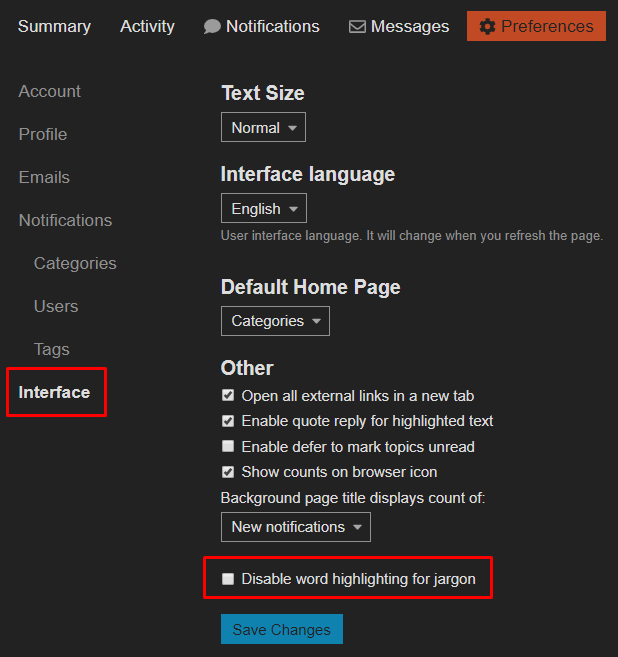 Summary Activity Notifications Messages Preferences
Account
Profile
Emails
Notifications
Categories
Users
Tags
Interface
Text Size
Normal
Interface language
English
User interface language. It will change when you refresh the page.
Default Home Page
Categories
Other
Open all external links in a new tab
Enable quote reply for highlighted text
Enable defer to mark topics unread
Show counts on browser icon
Background page title displays count of:
New notifications
Disable word highlighting for jargon
Save Changes